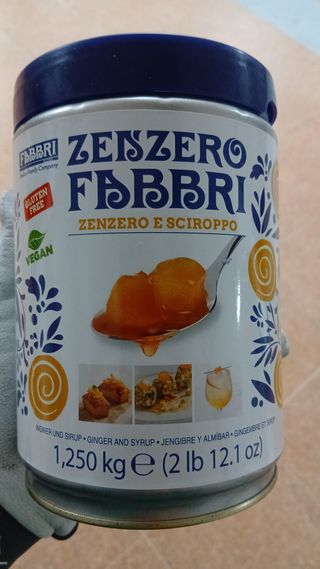 FABBRI
ZENZERO
FABBRI
ZENZERO E SCIROPPO
GLUTEN
FREE
VEGAN
INGWER UND SIRUP • GINGER AND SYRUP • JENGIBRE Y ALMÍBAR • GINGEMBRE ET SIROP
1,250 kg e (2 lb 12.1 oz)